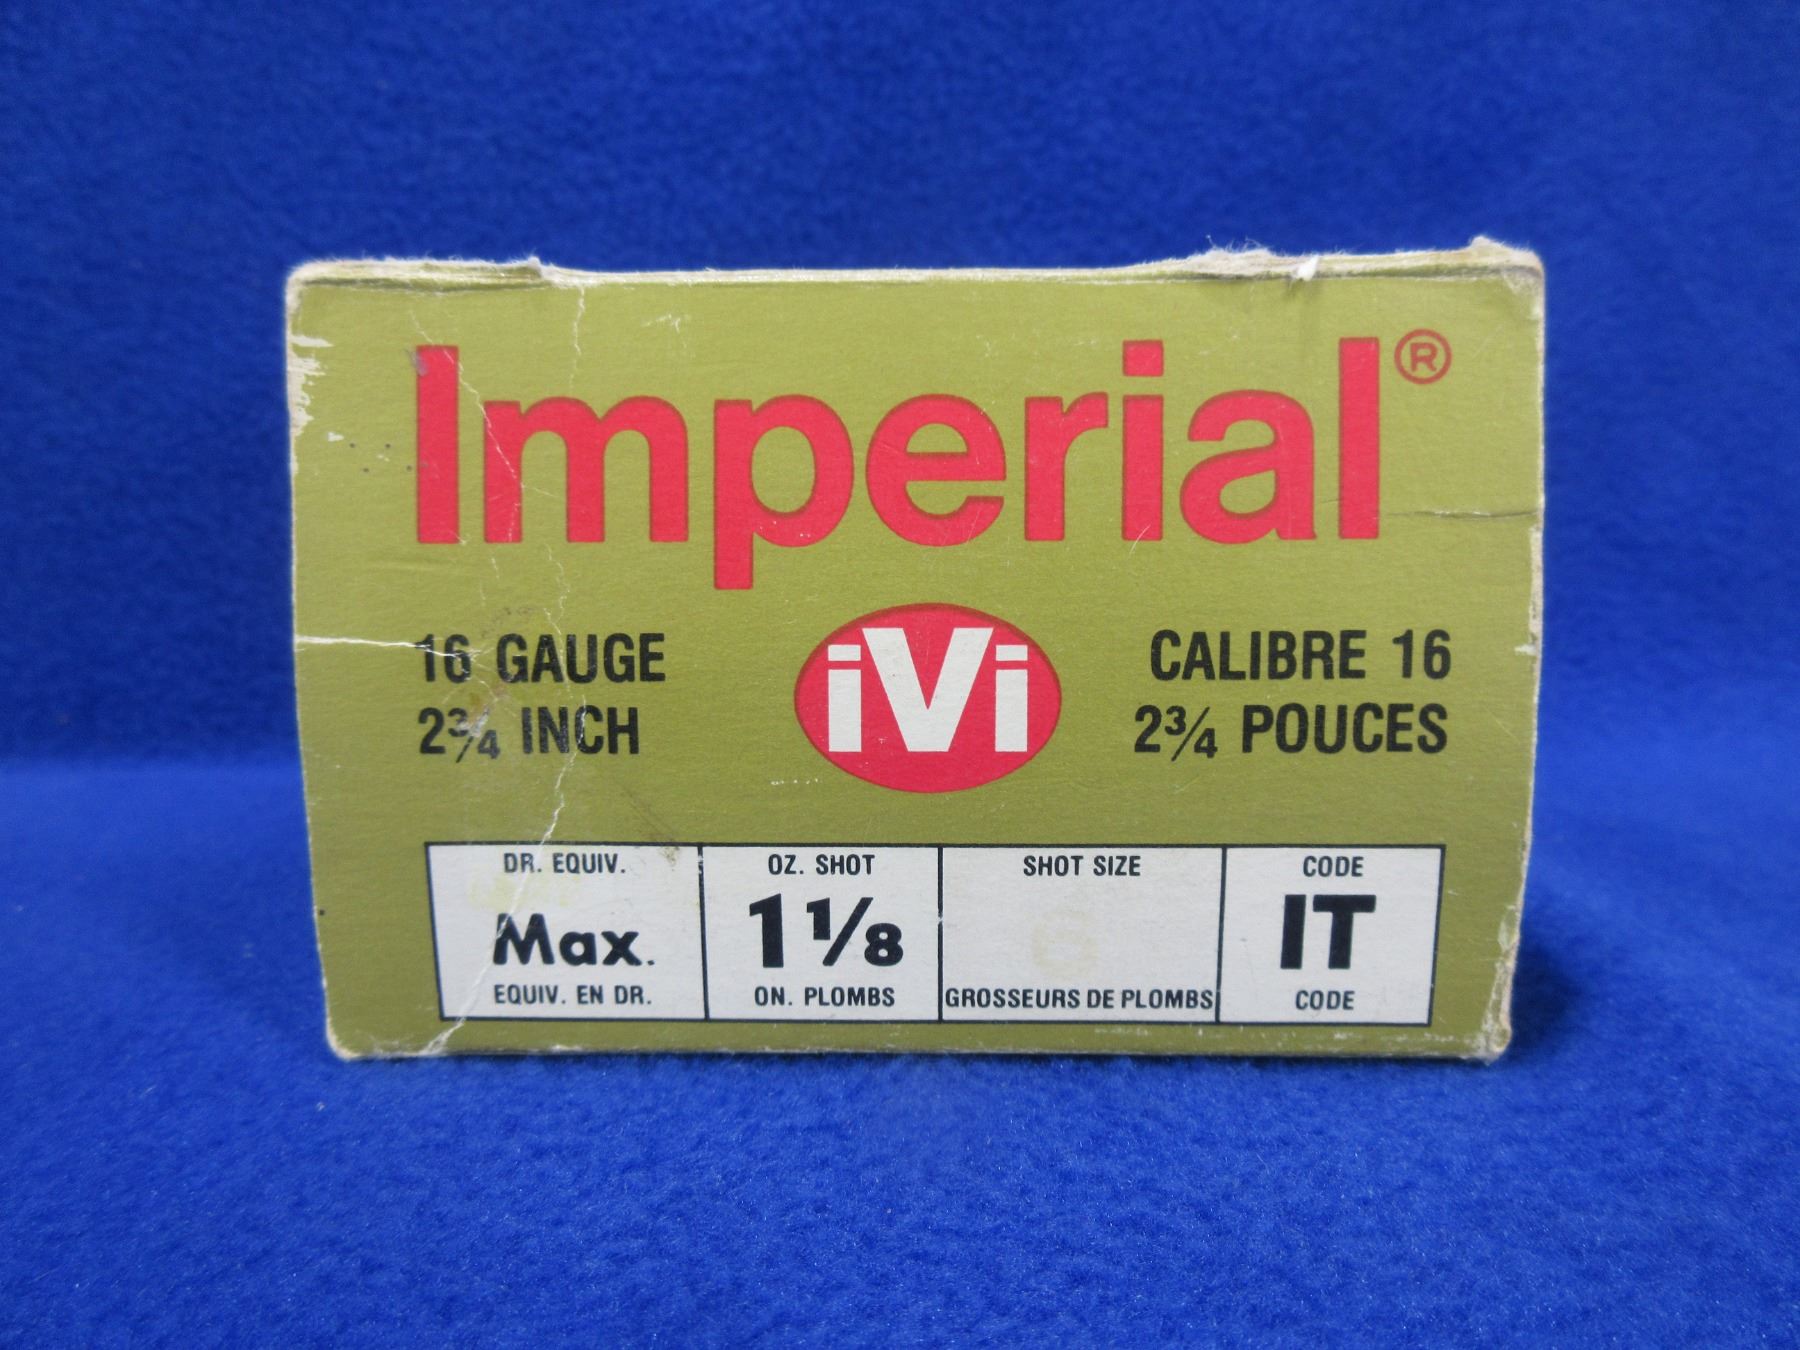 Imperial®
16 GAUGE
2¾ INCH
iVi
CALIBRE 16
2¾ POUCES
DR. EQUIV.
Max.
EQUIV. EN DR.
OZ. SHOT
1⅛
ON. PLOMBS
SHOT SIZE
6
GROSSEURS DE PLOMBS
CODE
IT
CODE